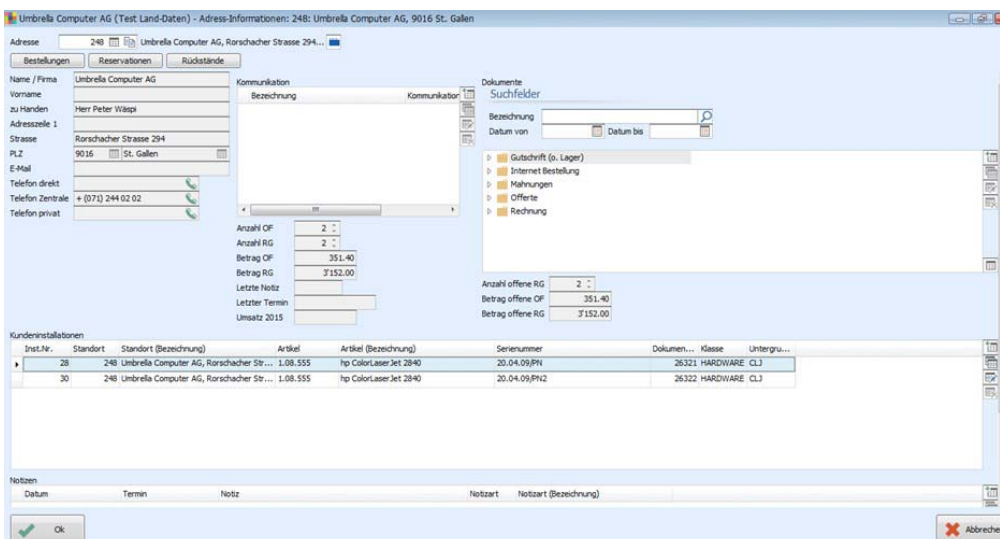 Umbrella Computer AG (Test Land-Daten) - Adress-Informationen: 248: Umbrella Computer AG, 9016 St. Gallen
Adresse 248 Umbrella Computer AG, Rorschacher Strasse 294...
Bestellungen Reservationen Rückstände
Name / Firma Umbrella Computer AG
Vorname
zu Handen Herr Peter Wäspi
Adresszeile 1
Strasse Rorschacher Strasse 294
PLZ 9016 St. Gallen
E-Mail
Telefon direkt
Telefon Zentrale + (071) 244 02 02
Telefon privat
Kommunikation
Bezeichnung Kommunikation
Anzahl OF 2
Anzahl RG 2
Betrag OF 351.40
Betrag RG 3'152.00
Letzte Notiz
Letzter Termin
Umsatz 2015
Dokumente
Suchfelder
Bezeichnung
Datum von Datum bis
Gutschrift (o. Lager)
Internet Bestellung
Mahnungen
Offerte
Rechnung
Anzahl offene RG 2
Betrag offene OF 351.40
Betrag offene RG 3'152.00
Kundeninstallationen
Inst.Nr. Standort Standort (Bezeichnung) Artikel Artikel (Bezeichnung) Seriennummer Dokumen... Klasse Untergru...
28 248 Umbrella Computer AG, Rorschacher Str... 1.08.555 hp ColorLaserJet 2840 20.04.09/PN 26321 HARDWARE CLJ
30 248 Umbrella Computer AG, Rorschacher Str... 1.08.555 hp ColorLaserJet 2840 20.04.09/PN2 26322 HARDWARE CLJ
Notizen
Datum Termin Notiz Notizart Notizart (Bezeichnung)
Ok Abbreche